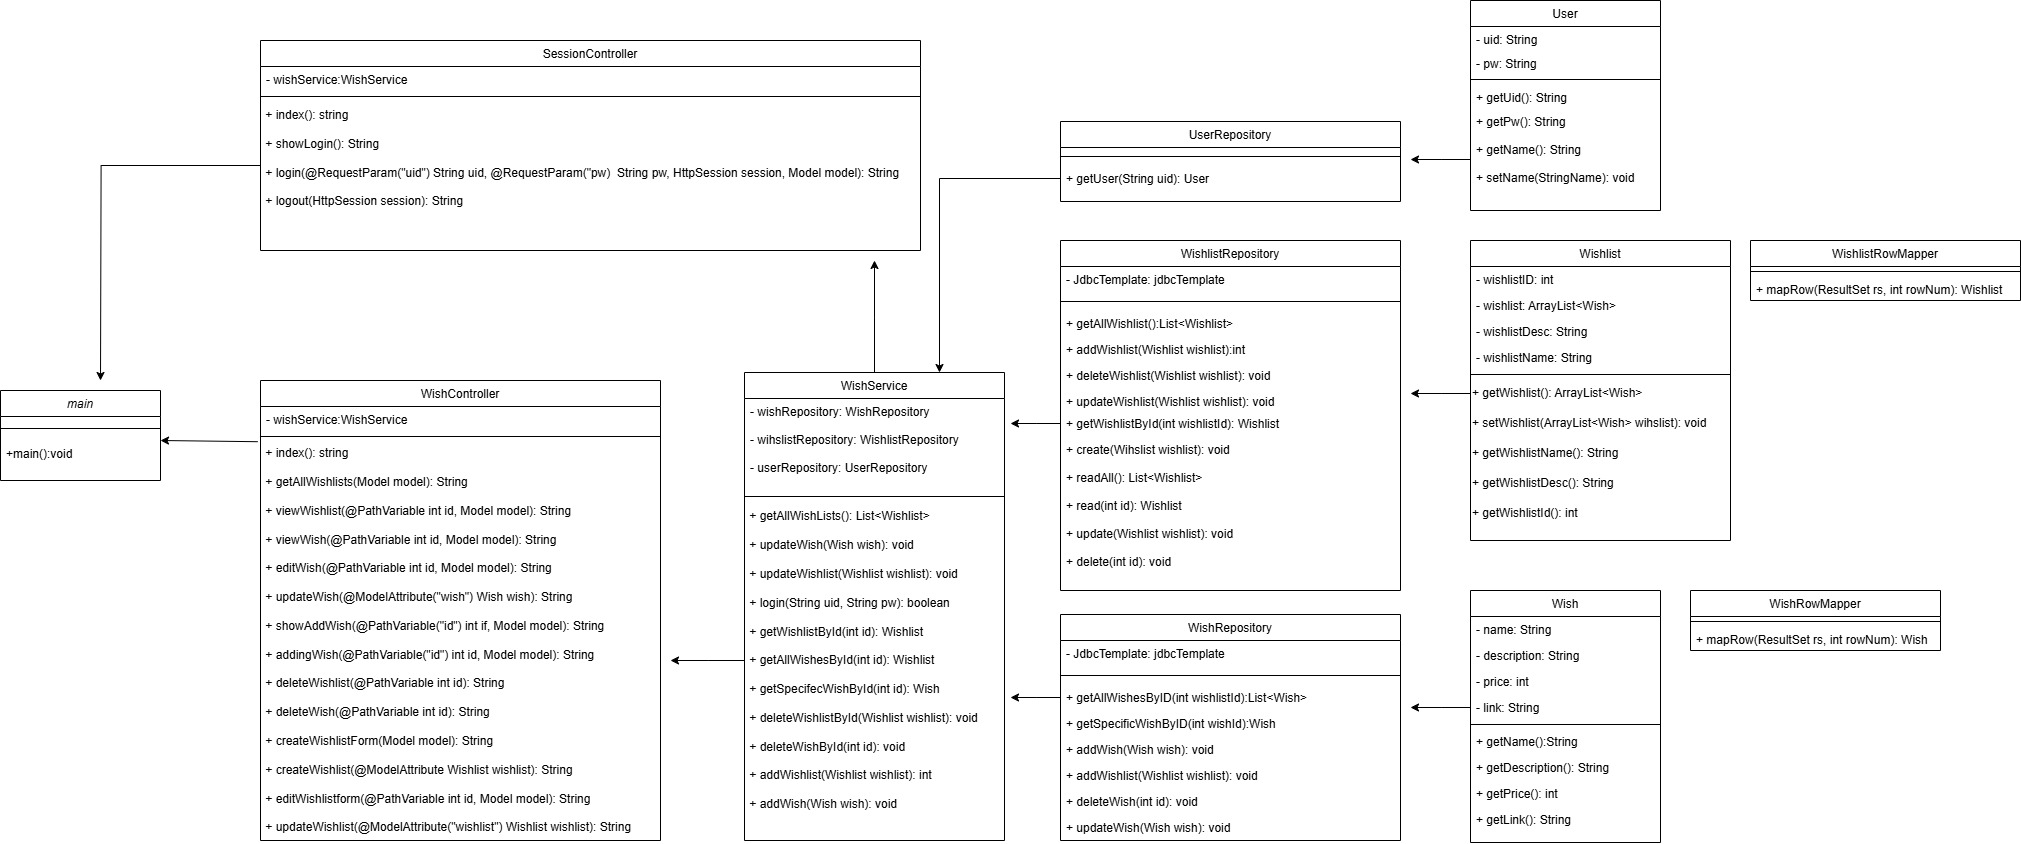 SessionController
- wishService:WishService
+ index(): string
+ showLogin(): String
+ login(@RequestParam("uid") String uid, @RequestParam("pw)  String pw, HttpSession session, Model model): String
+ logout(HttpSession session): String
main
+main():void
WishController
- wishService:WishService
+ index(): string
+ getAllWishlists(Model model): String
+ viewWishlist(@PathVariable int id, Model model): String
+ viewWish(@PathVariable int id, Model model): String
+ editWish(@PathVariable int id, Model model): String
+ updateWish(@ModelAttribute("wish") Wish wish): String
+ showAddWish(@PathVariable("id") int if, Model model): String
+ addingWish(@PathVariable("id") int id, Model model): String
+ deleteWishlist(@PathVariable int id): String
+ deleteWish(@PathVariable int id): String
+ createWishlistForm(Model model): String
+ createWishlist(@ModelAttribute Wishlist wishlist): String
+ editWishlistform(@PathVariable int id, Model model): String
+ updateWishlist(@ModelAttribute("wishlist") Wishlist wishlist): String
WishService
- wishRepository: WishRepository
- wihslistRepository: WishlistRepository
- userRepository: UserRepository
+ getAllWishLists(): List<Wishlist>
+ updateWish(Wish wish): void
+ updateWishlist(Wishlist wishlist): void
+ login(String uid, String pw): boolean
+ getWishlistById(int id): Wishlist
+ getAllWishesById(int id): Wishlist
+ getSpecifecWishById(int id): Wish
+ deleteWishlistById(Wishlist wishlist): void
+ deleteWishById(int id): void
+ addWishlist(Wishlist wishlist): int
+ addWish(Wish wish): void
UserRepository
+ getUser(String uid): User
WishlistRepository
- JdbcTemplate: jdbcTemplate
+ getAllWishlist():List<Wishlist>
+ addWishlist(Wishlist wishlist):int
+ deleteWishlist(Wishlist wishlist): void
+ updateWishlist(Wishlist wishlist): void
+ getWishlistById(int wishlistId): Wishlist
+ create(Wihslist wishlist): void
+ readAll(): List<Wishlist>
+ read(int id): Wishlist
+ update(Wishlist wishlist): void
+ delete(int id): void
WishRepository
- JdbcTemplate: jdbcTemplate
+ getAllWishesByID(int wishlistId):List<Wish>
+ getSpecificWishByID(int wishId):Wish
+ addWish(Wish wish): void
+ addWishlist(Wishlist wishlist): void
+ deleteWish(int id): void
+ updateWish(Wish wish): void
User
- uid: String
- pw: String
+ getUid(): String
+ getPw(): String
+ getName(): String
+ setName(StringName): void
Wishlist
- wishlistID: int
- wishlist: ArrayList<Wish>
- wishlistDesc: String
- wishlistName: String
+ getWishlist(): ArrayList<Wish>
+ setWishlist(ArrayList<Wish> wihslist): void
+ getWishlistName(): String
+ getWishlistDesc(): String
+ getWishlistId(): int
WishlistRowMapper
+ mapRow(ResultSet rs, int rowNum): Wishlist
Wish
- name: String
- description: String
- price: int
- link: String
+ getName():String
+ getDescription(): String
+ getPrice(): int
+ getLink(): String
WishRowMapper
+ mapRow(ResultSet rs, int rowNum): Wish